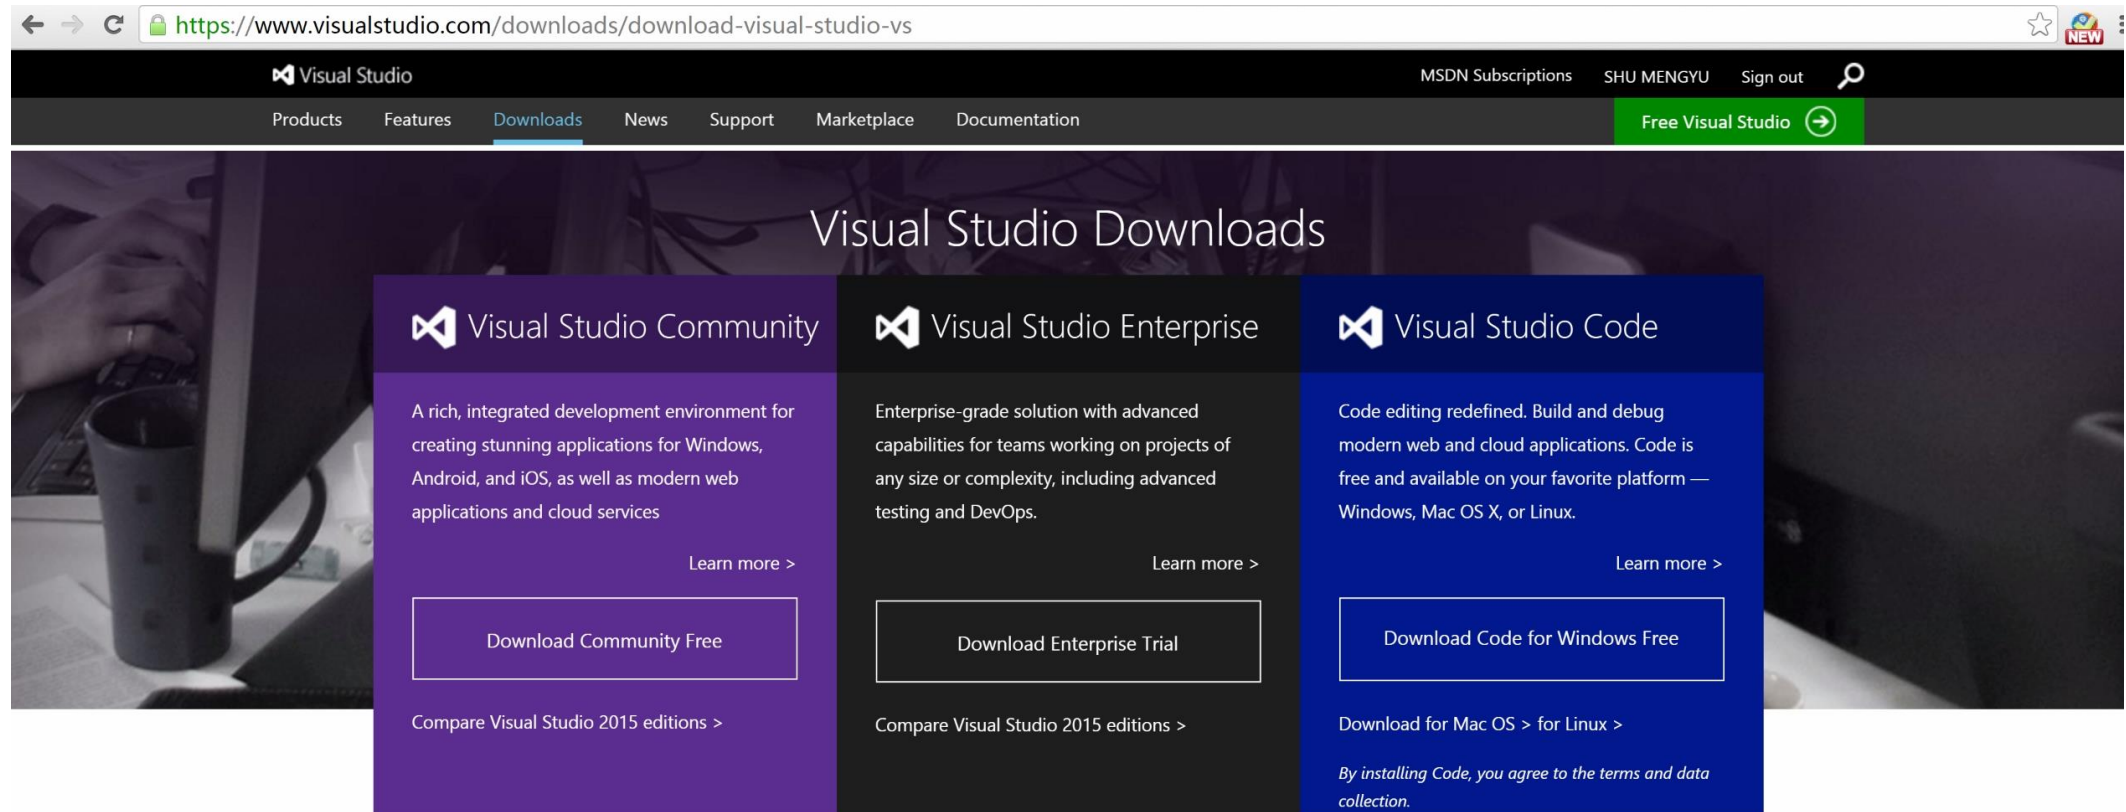 https://www.visualstudio.com/downloads/download-visual-studio-vs
NEW
Visual Studio
MSDN Subscriptions SHU MENGYU Sign out
Products Features Downloads News Support Marketplace Documentation
Free Visual Studio
Visual Studio Downloads
Visual Studio Community
A rich, integrated development environment for
creating stunning applications for Windows,
Android, and iOS, as well as modern web
applications and cloud services
Learn more >
Download Community Free
Compare Visual Studio 2015 editions >
Visual Studio Enterprise
Enterprise-grade solution with advanced
capabilities for teams working on projects of
any size or complexity, including advanced
testing and DevOps.
Learn more >
Download Enterprise Trial
Compare Visual Studio 2015 editions >
Visual Studio Code
Code editing redefined. Build and debug
modern web and cloud applications. Code is
free and available on your favorite platform —
Windows, Mac OS X, or Linux.
Learn more >
Download Code for Windows Free
Download for Mac OS > for Linux >
By installing Code, you agree to the terms and data
collection.